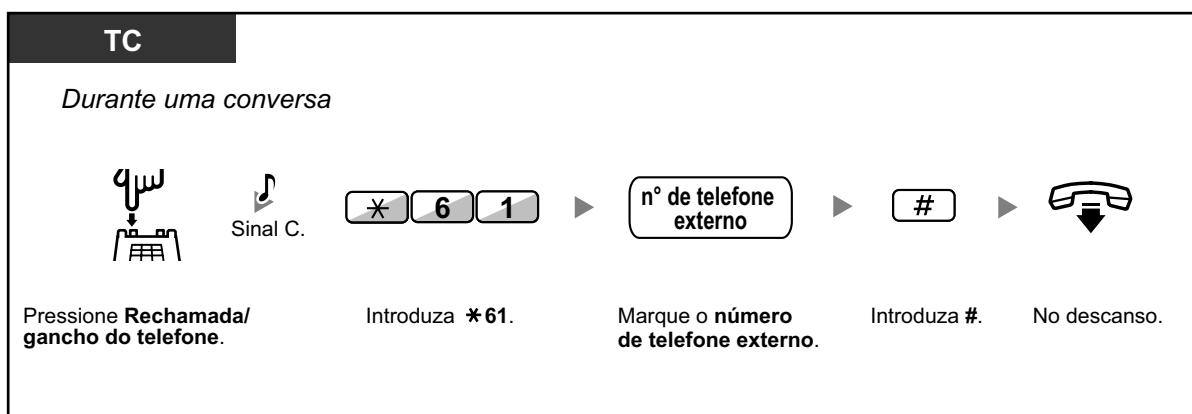 TC
Durante uma conversa
Sinal C.
* 6 1
n° de telefone
externo
#
Pressione Rechamada/
gancho do telefone.
Introduza *61.
Marque o número
de telefone externo.
Introduza #.
No descanso.